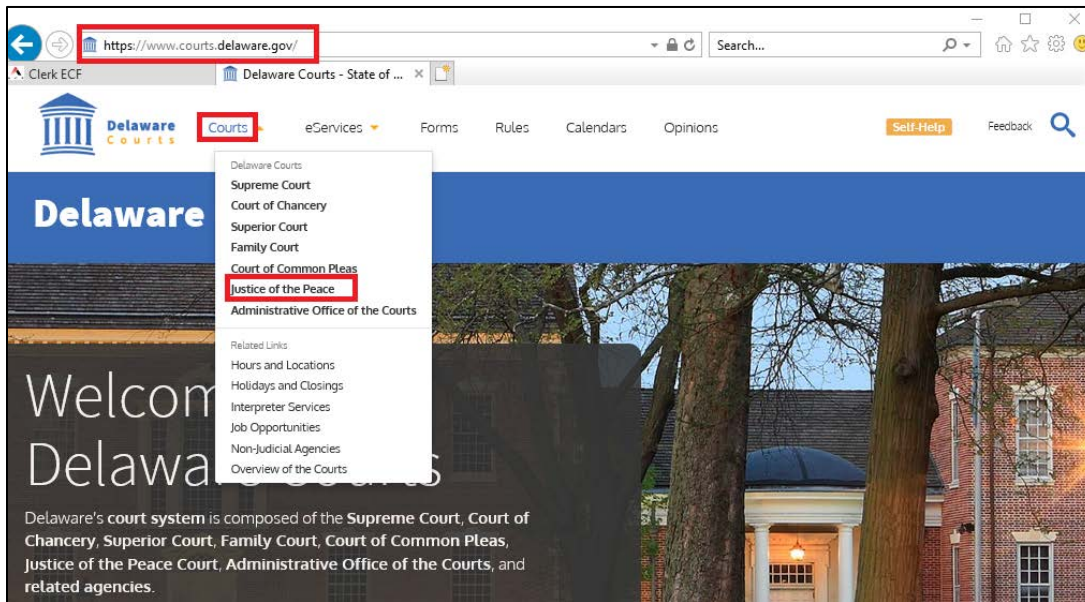 https://www.courts.delaware.gov/
Search...
Clerk ECF
Delaware Courts - State of ...
Delaware
Courts
Courts
eServices
Forms
Rules
Calendars
Opinions
Self-Help
Feedback
Delaware Courts
Supreme Court
Court of Chancery
Superior Court
Family Court
Court of Common Pleas
Justice of the Peace
Administrative Office of the Courts
Related Links
Hours and Locations
Holidays and Closings
Interpreter Services
Job Opportunities
Non-Judicial Agencies
Overview of the Courts
Delaware
Welcom
Delawa
Delaware's court system is composed of the Supreme Court, Court of
Chancery, Superior Court, Family Court, Court of Common Pleas,
Justice of the Peace Court, Administrative Office of the Courts, and
related agencies.